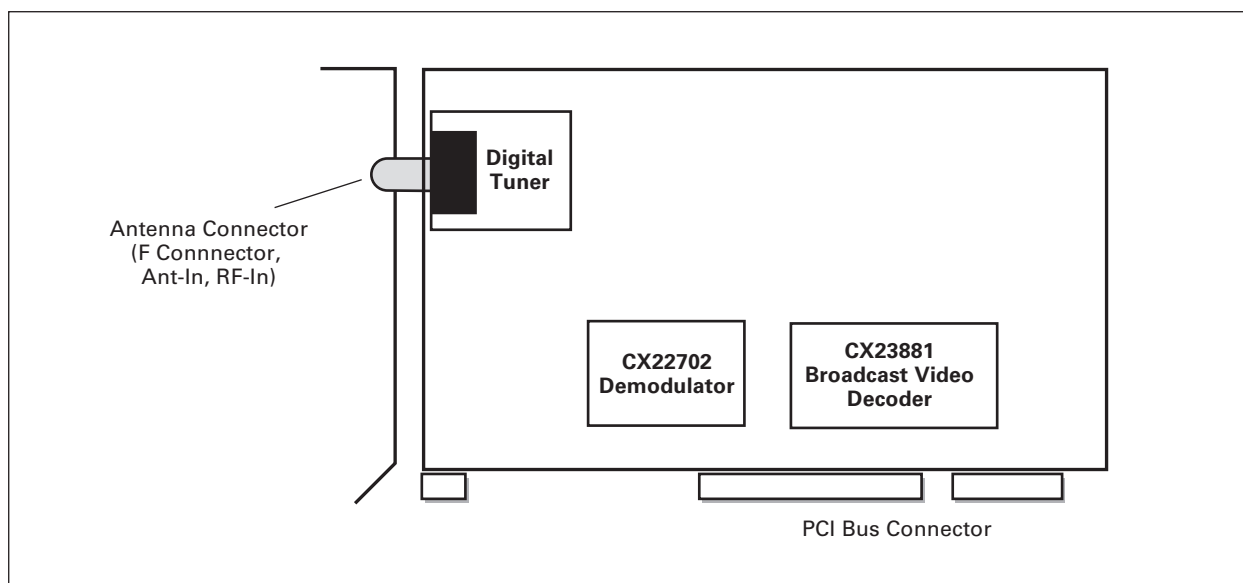 Digital
Tuner
Antenna Connector
(F Connnector,
Ant-In, RF-In)
CX22702
Demodulator
CX23881
Broadcast Video
Decoder
PCI Bus Connector